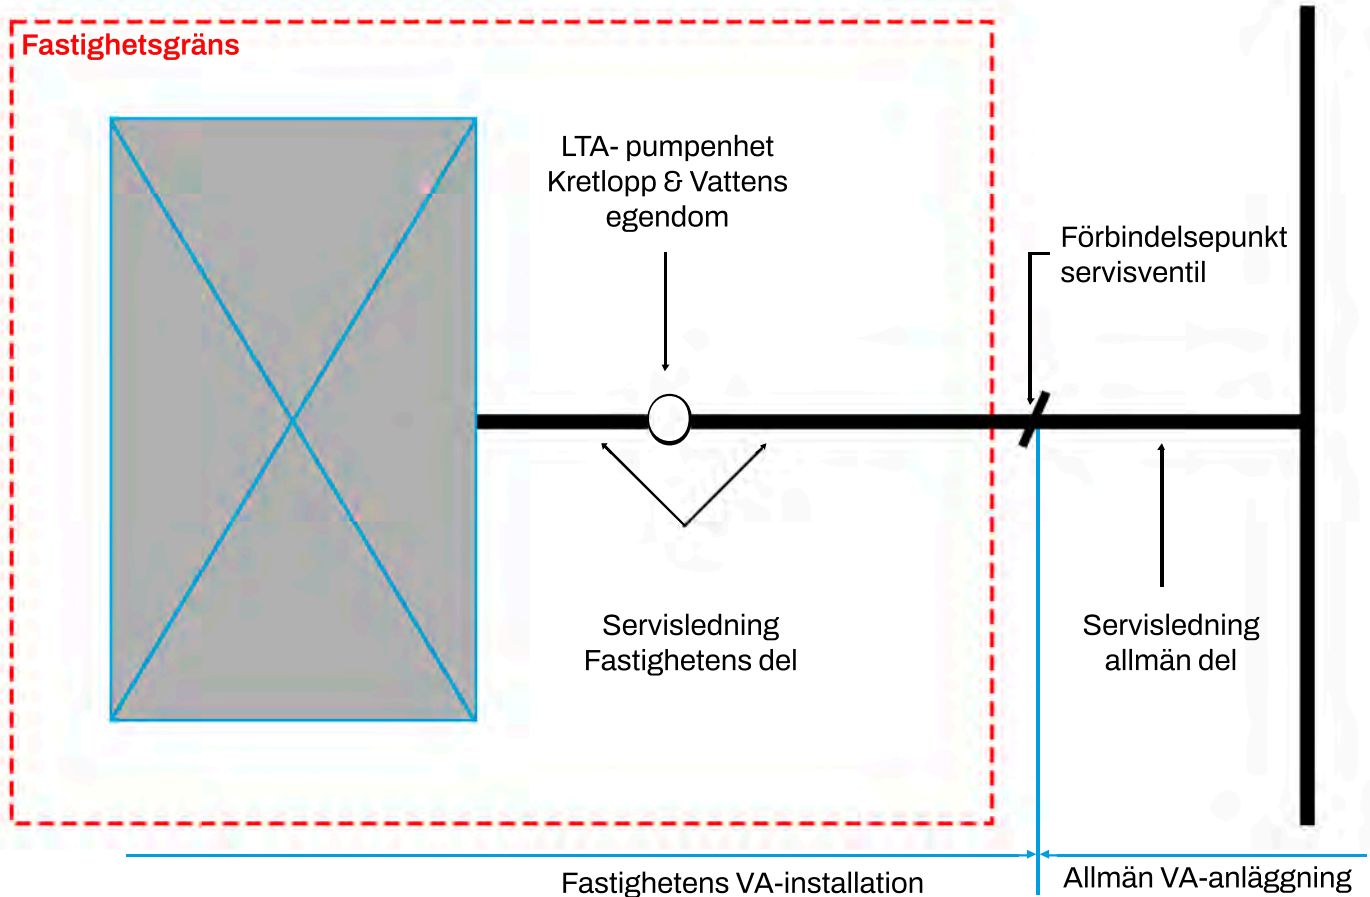 Fastighetsgräns
LTA- pumpenhet
Kretlopp & Vattens
egendom
Förbindelsepunkt
servisventil
Servisledning
Fastighetens del
Servisledning
allmän del
Fastighetens VA-installation
Allmän VA-anläggning